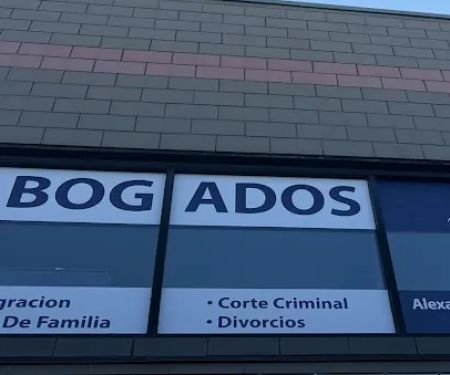 BOG ADOS
gracion
De Familia
• Corte Criminal
• Divorcios
Alexa